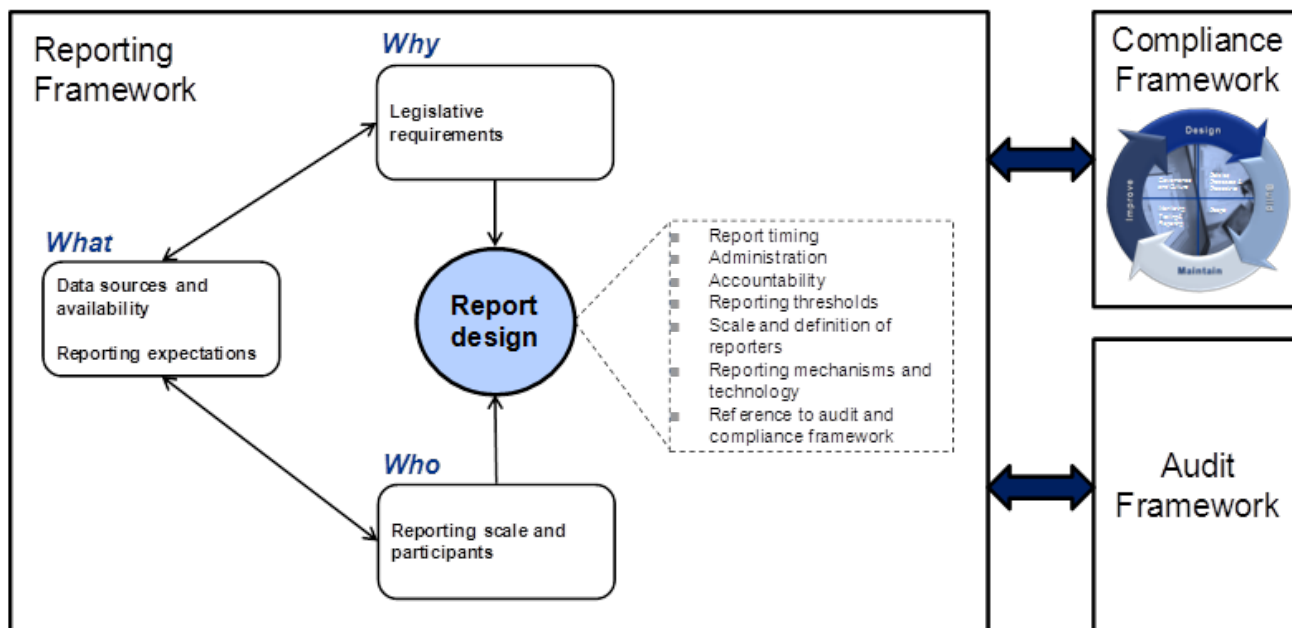 Reporting
Framework
Why
Legislative
requirements
What
Data sources and
availability
Reporting expectations
Report
design
Report timing
Administration
Accountability
Reporting thresholds
Scale and definition of
reporters
Reporting mechanisms and
technology
Reference to audit and
compliance framework
Who
Reporting scale and
participants
Compliance
Framework
Design
Build
Maintain
Improve
Audit
Framework